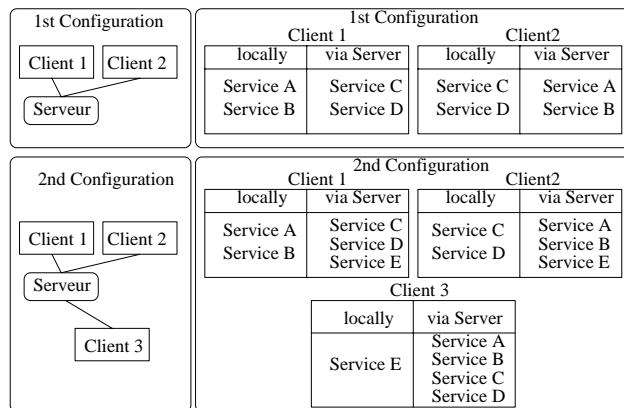 1st Configuration
Client 1
Client 2
Serveur
1st Configuration
Client 1
Client2
locally via Server
locally via Server
Service A Service C
Service B Service D
Service C Service A
Service D Service B
2nd Configuration
Client 1
Client 2
Serveur
Client 3
2nd Configuration
Client 1
Client2
locally via Server
locally via Server
Service A
Service B
Service C
Service D
Service E
Service C
Service D
Service A
Service B
Service E
Client 3
locally via Server
Service E
Service A
Service B
Service C
Service D